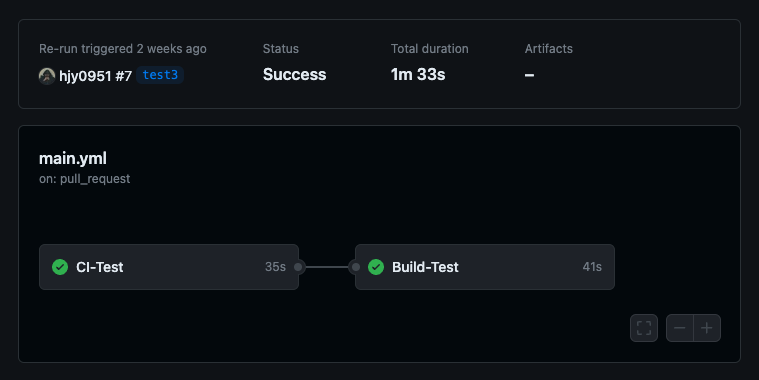 Re-run triggered 2 weeks ago
hjy0951 #7 test3
Status
Success
Total duration
1m 33s
Artifacts
–
main.yml
on: pull_request
CI-Test 35s
Build-Test 41s